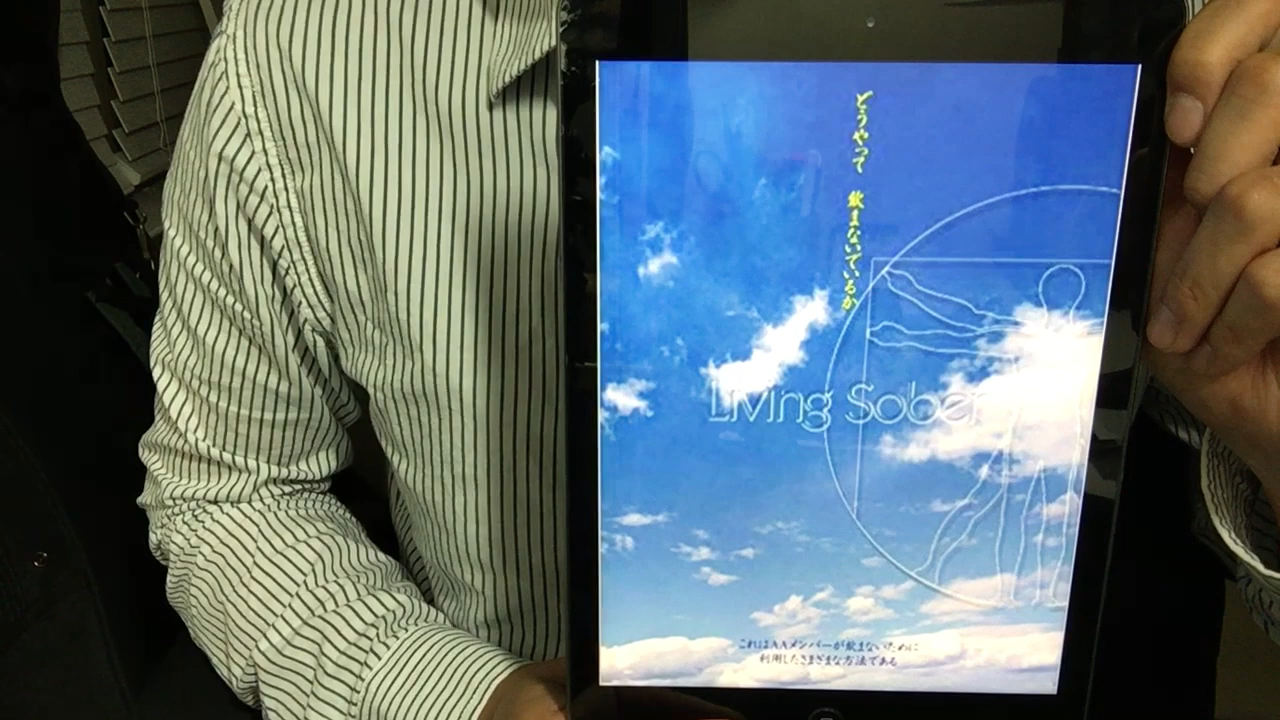 どうやって 飲まないでいるか
Living Sober
これはAAメンバーが飲まないために
利用したさまざまな方法である